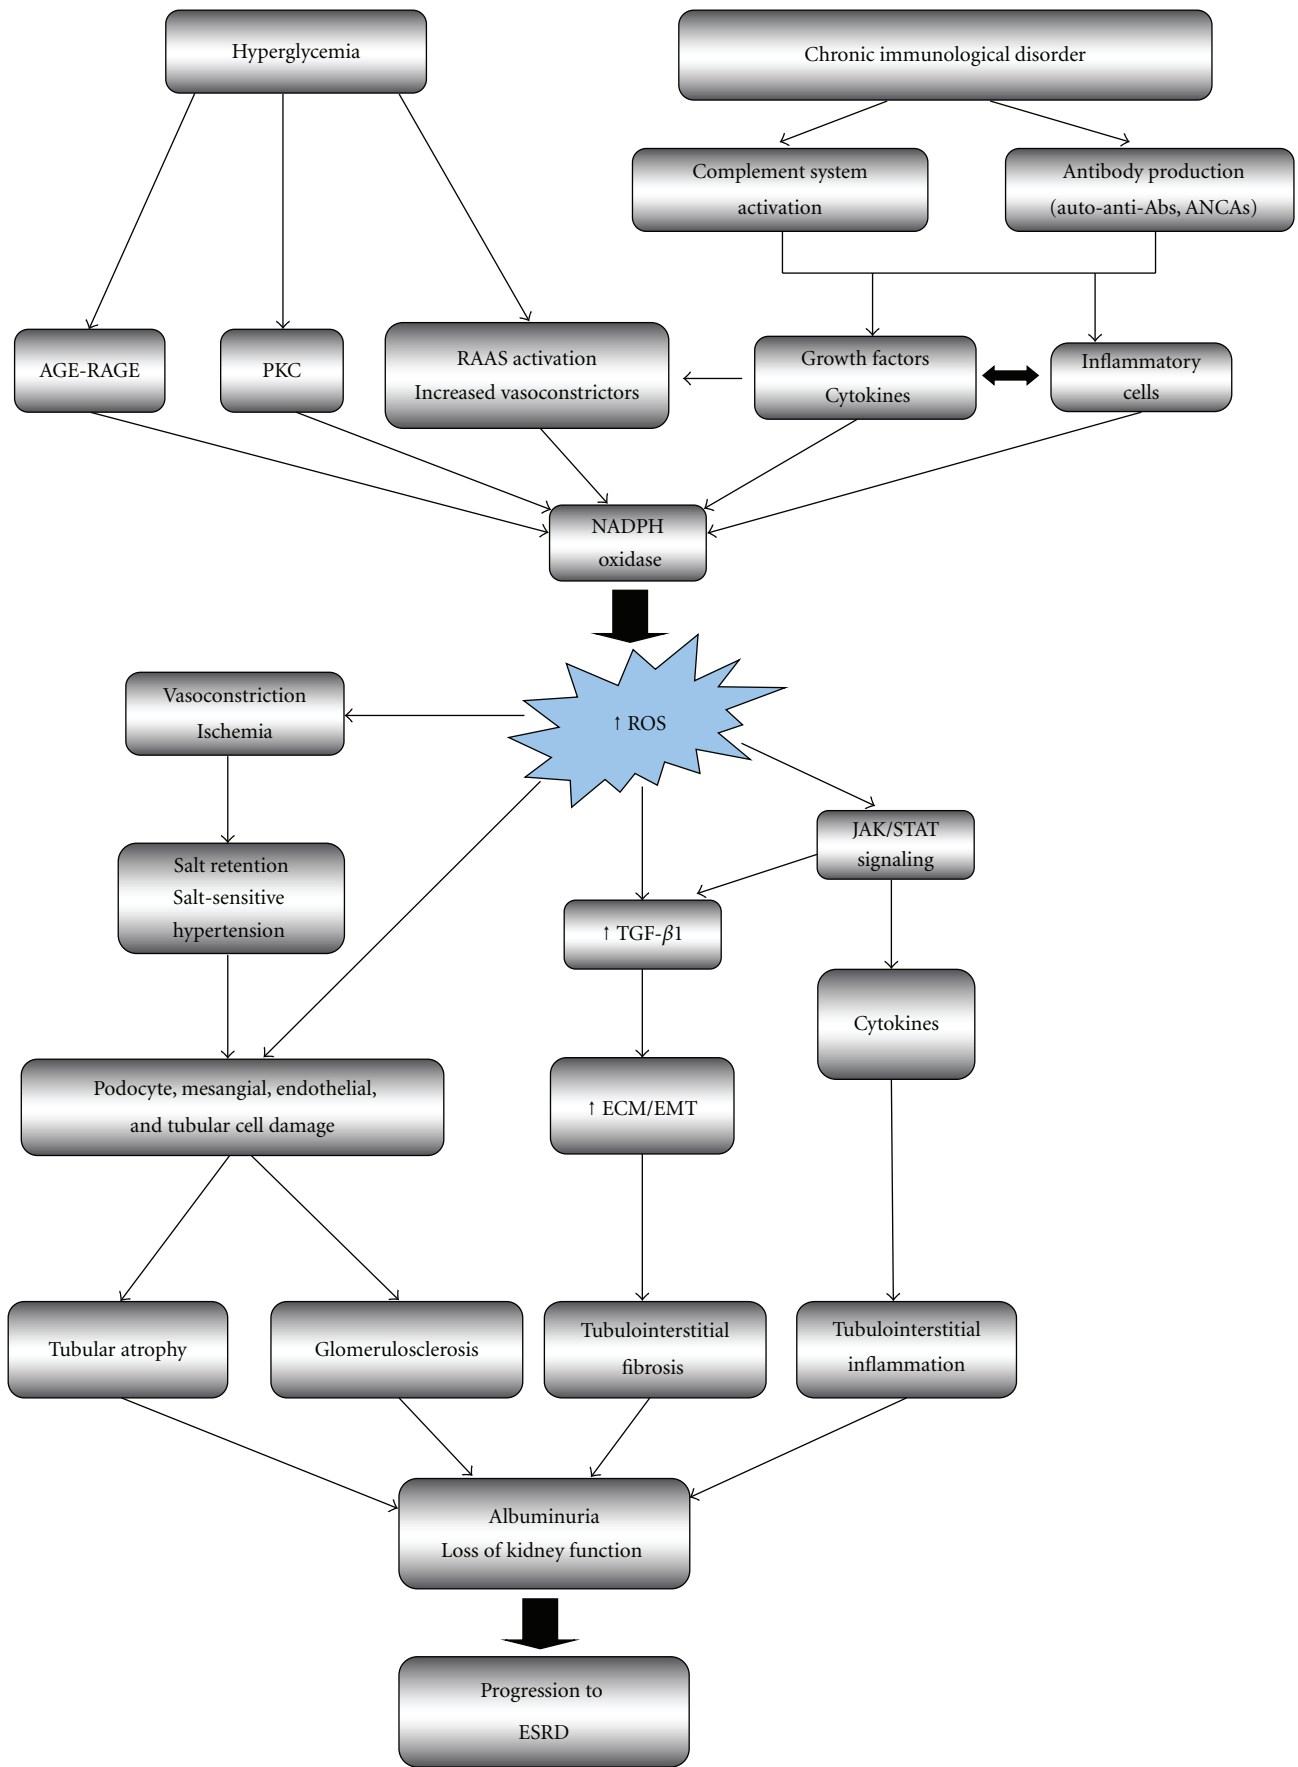 Hyperglycemia
Chronic immunological disorder
Complement system
activation
Antibody production
(auto-anti-Abs, ANCAs)
AGE-RAGE
PKC
RAAS activation
Increased vasoconstrictors
Growth factors
Cytokines
Inflammatory
cells
NADPH
oxidase
↑ ROS
Vasoconstriction
Ischemia
JAK/STAT
signaling
Salt retention
Salt-sensitive
hypertension
↑ TGF-β1
Cytokines
Podocyte, mesangial, endothelial,
and tubular cell damage
↑ ECM/EMT
Tubular atrophy
Glomerulosclerosis
Tubulointerstitial
fibrosis
Tubulointerstitial
inflammation
Albuminuria
Loss of kidney function
Progression to
ESRD